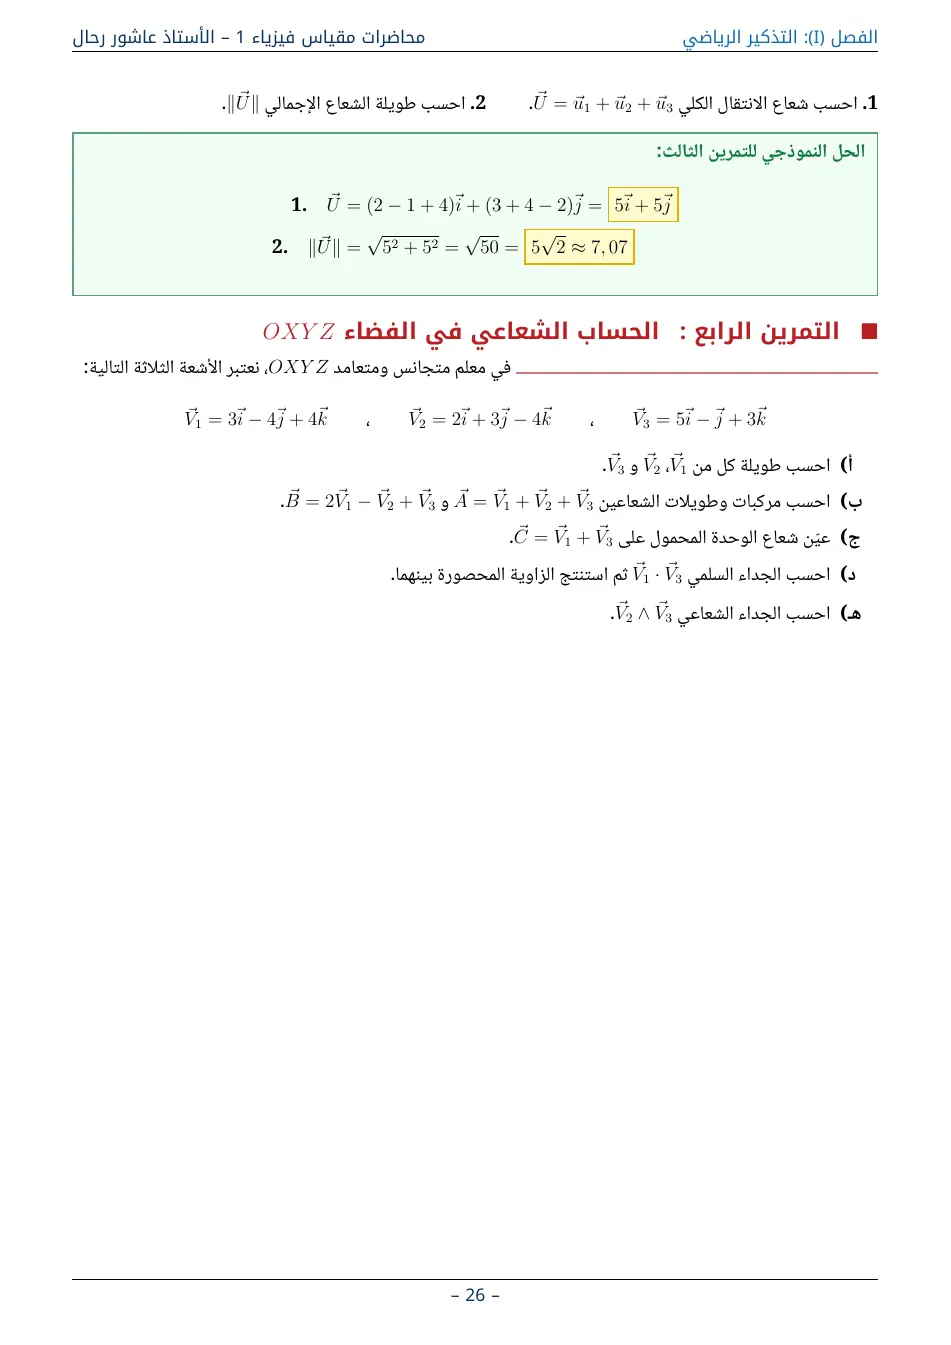 الفصل (I): التذكير الرياضي محاضرات مقياس فيزياء 1 – الأستاذ عاشور رحال
1. احسب شعاع الانتقال الكلي $\vec{U} = \vec{u}_1 + \vec{u}_2 + \vec{u}_3$. 2. احسب طويلة الشعاع الإجمالي $\|\vec{U}\|$.
الحل النموذجي للتمرين الثالث:
1. $\vec{U} = (2 - 1 + 4)\vec{i} + (3 + 4 - 2)\vec{j} = 5\vec{i} + 5\vec{j}$
2. $\|\vec{U}\| = \sqrt{5^2 + 5^2} = \sqrt{50} = 5\sqrt{2} \approx 7,07$
■ التمرين الرابع : الحساب الشعاعي في الفضاء $OXYZ$
في معلم متجانس ومتعامد $OXYZ$، نعتبر الأشعة الثلاثة التالية:
$\vec{V}_1 = 3\vec{i} - 4\vec{j} + 4\vec{k}$ ، $\vec{V}_2 = 2\vec{i} + 3\vec{j} - 4\vec{k}$ ، $\vec{V}_3 = 5\vec{i} - \vec{j} + 3\vec{k}$
أ) احسب طويلة كل من $\vec{V}_1$، $\vec{V}_2$ و $\vec{V}_3$.
ب) احسب مركبات وطويلات الشعاعين $\vec{A} = \vec{V}_1 + \vec{V}_2 + \vec{V}_3$ و $\vec{B} = 2\vec{V}_1 - \vec{V}_2 + \vec{V}_3$.
ج) عيّن شعاع الوحدة المحمول على $\vec{C} = \vec{V}_1 + \vec{V}_3$.
د) احسب الجداء السلمي $\vec{V}_1 \cdot \vec{V}_3$ ثم استنتج الزاوية المحصورة بينهما.
هـ) احسب الجداء الشعاعي $\vec{V}_2 \wedge \vec{V}_3$.
– 26 –